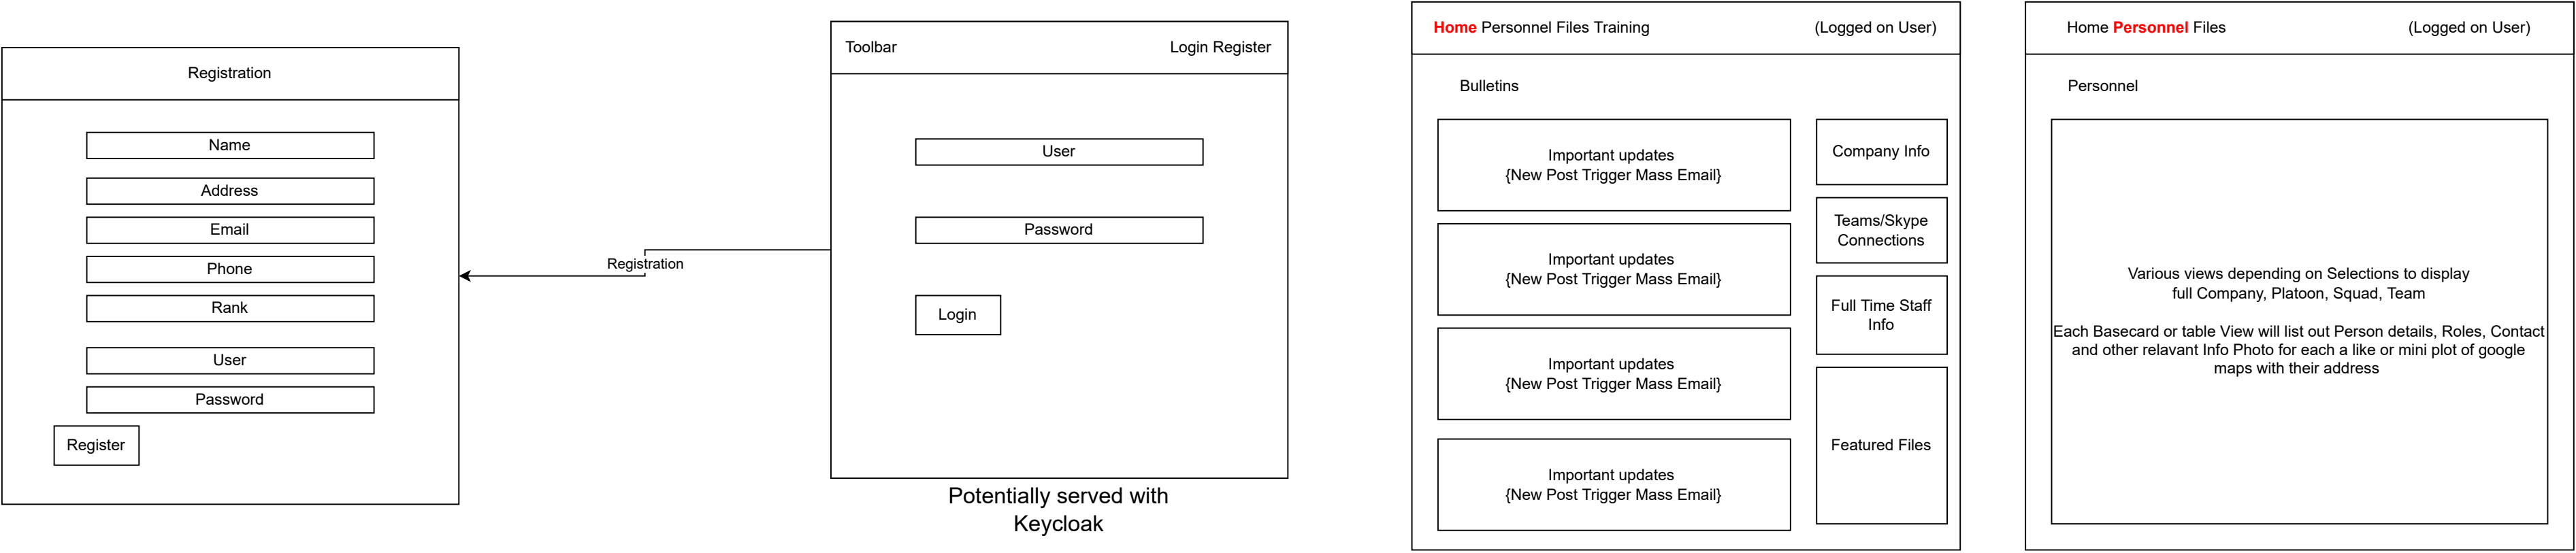 Registration
Name
Address
Email
Phone
Rank
User
Password
Register
Registration
Toolbar
Login Register
User
Password
Login
Potentially served with
Keycloak
Home Personnel Files Training
(Logged on User)
Bulletins
Important updates
{New Post Trigger Mass Email}
Important updates
{New Post Trigger Mass Email}
Important updates
{New Post Trigger Mass Email}
Important updates
{New Post Trigger Mass Email}
Company Info
Teams/Skype
Connections
Full Time Staff
Info
Featured Files
Home Personnel Files
(Logged on User)
Personnel
Various views depending on Selections to display
full Company, Platoon, Squad, Team
Each Basecard or table View will list out Person details, Roles, Contact
and other relavant Info Photo for each a like or mini plot of google
maps with their address